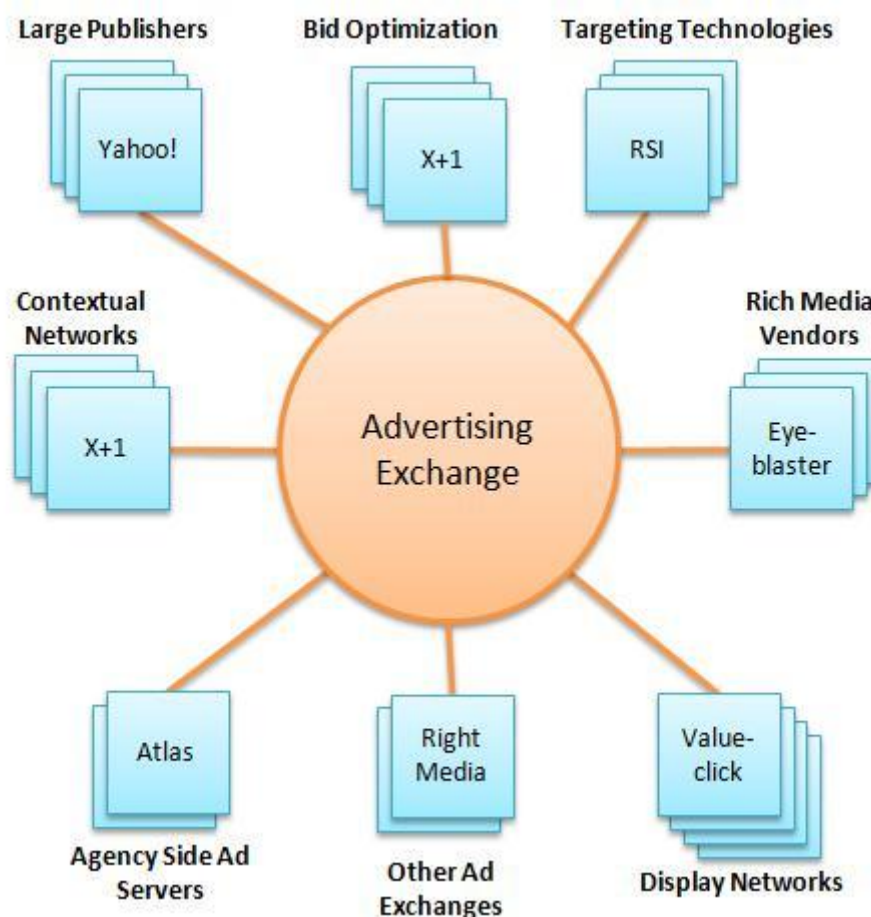 Large Publishers
Bid Optimization
Targeting Technologies
Yahoo!
X+1
RSI
Contextual
Networks
X+1
Advertising
Exchange
Rich Media
Vendors
Eye-
blaster
Atlas
Agency Side Ad
Servers
Right
Media
Other Ad
Exchanges
Value-
click
Display Networks